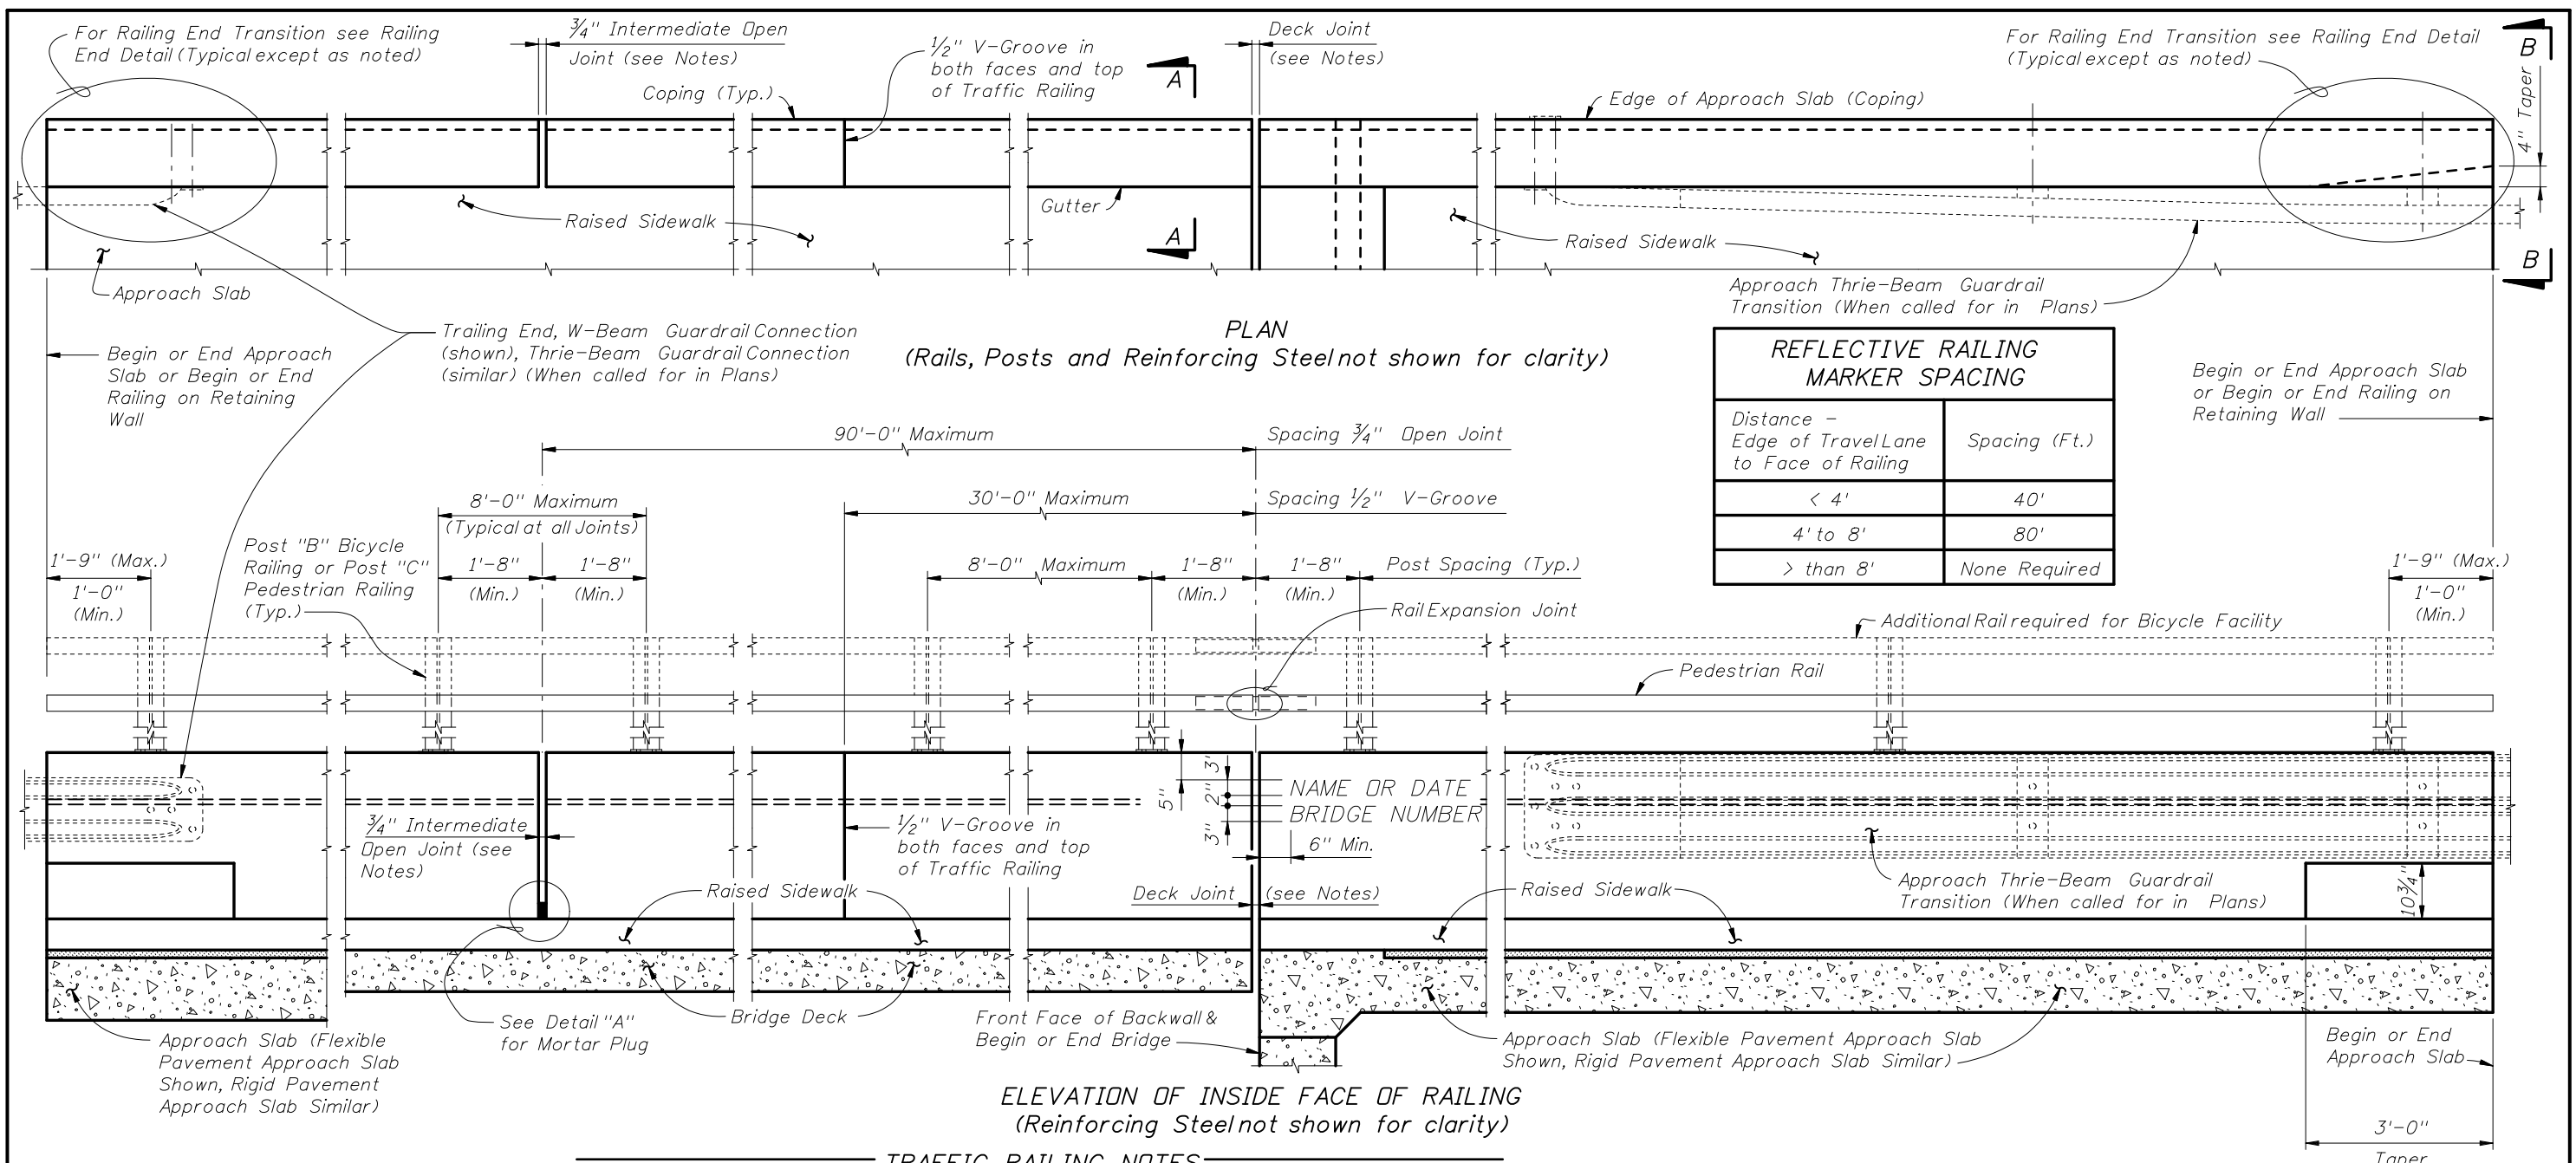 For Railing End Transition see Railing
End Detail (Typical except as noted)
3/4" Intermediate Open
Joint (see Notes)
1/2" V-Groove in
both faces and top
of Traffic Railing
Coping (Typ.)
A
Deck Joint
(see Notes)
For Railing End Transition see Railing End Detail
(Typical except as noted)
B
4" Taper
Edge of Approach Slab (Coping)
Raised Sidewalk
Gutter
A
Raised Sidewalk
B
Approach Slab
Approach Thrie-Beam Guardrail
Transition (When called for in Plans)
Begin or End Approach
Slab or Begin or End
Railing on Retaining
Wall
Trailing End, W-Beam Guardrail Connection
(shown), Thrie-Beam Guardrail Connection
(similar) (When called for in Plans)
PLAN
(Rails, Posts and Reinforcing Steel not shown for clarity)
REFLECTIVE RAILING
MARKER SPACING
Distance -
Edge of Travel Lane
to Face of Railing
Spacing (Ft.)
< 4' 40'
4' to 8' 80'
> than 8' None Required
Begin or End Approach Slab
or Begin or End Railing on
Retaining Wall
90'-0" Maximum
Spacing 3/4" Open Joint
8'-0" Maximum
(Typical at all Joints)
30'-0" Maximum
Spacing 1/2" V-Groove
1'-9" (Max.)
1'-0"
(Min.)
Post "B" Bicycle
Railing or Post "C"
Pedestrian Railing
(Typ.)
1'-8"
(Min.)
1'-8"
(Min.)
8'-0" Maximum
1'-8"
(Min.)
1'-8"
(Min.)
Post Spacing (Typ.)
1'-9" (Max.)
1'-0"
(Min.)
Rail Expansion Joint
Additional Rail required for Bicycle Facility
Pedestrian Rail
5"
3"
2"
3"
NAME OR DATE
BRIDGE NUMBER
6" Min.
3/4" Intermediate
Open Joint (see
Notes)
1/2" V-Groove in
both faces and top
of Traffic Railing
Raised Sidewalk
Deck Joint (see Notes)
Raised Sidewalk
Approach Thrie-Beam Guardrail
Transition (When called for in Plans)
10 3/4"
Approach Slab (Flexible
Pavement Approach Slab
Shown, Rigid Pavement
Approach Slab Similar)
See Detail "A"
for Mortar Plug
Bridge Deck
Front Face of Backwall &
Begin or End Bridge
Approach Slab (Flexible Pavement Approach Slab
Shown, Rigid Pavement Approach Slab Similar)
Begin or End
Approach Slab
ELEVATION OF INSIDE FACE OF RAILING
(Reinforcing Steel not shown for clarity)
3'-0"
Taper
TRAFFIC RAILING NOTES